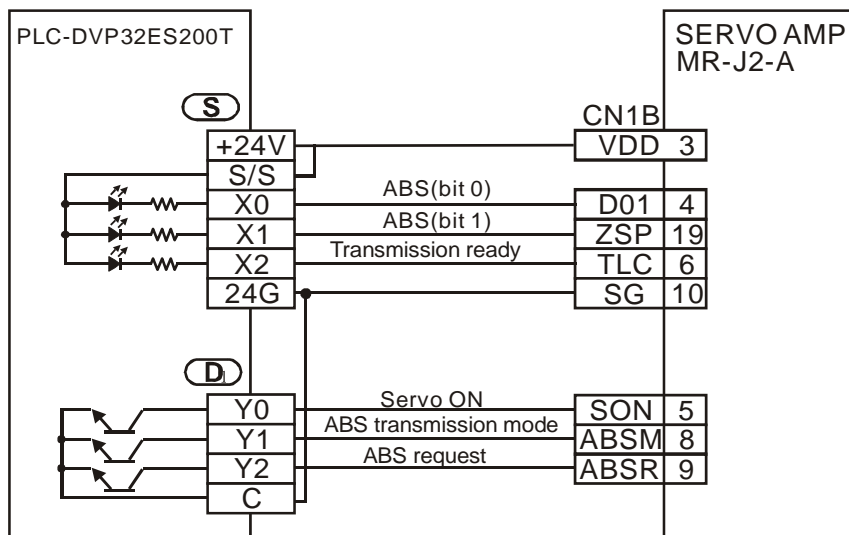 PLC-DVP32ES200T
SERVO AMP
MR-J2-A
S
CN1B
+24V
VDD 3
S/S
X0
ABS(bit 0)
D01 4
X1
ABS(bit 1)
ZSP 19
X2
Transmission ready
TLC 6
24G
SG 10
D
Y0
Servo ON
SON 5
Y1
ABS transmission mode
ABSM 8
Y2
ABS request
ABSR 9
C